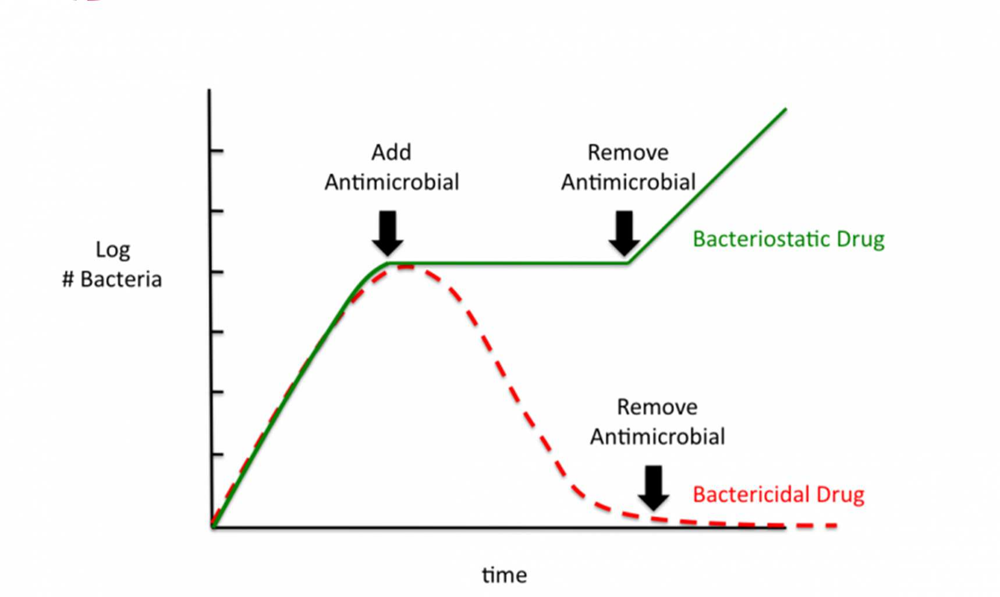 Add
Antimicrobial
Remove
Antimicrobial
Log
# Bacteria
Bacteriostatic Drug
Remove
Antimicrobial
Bactericidal Drug
time